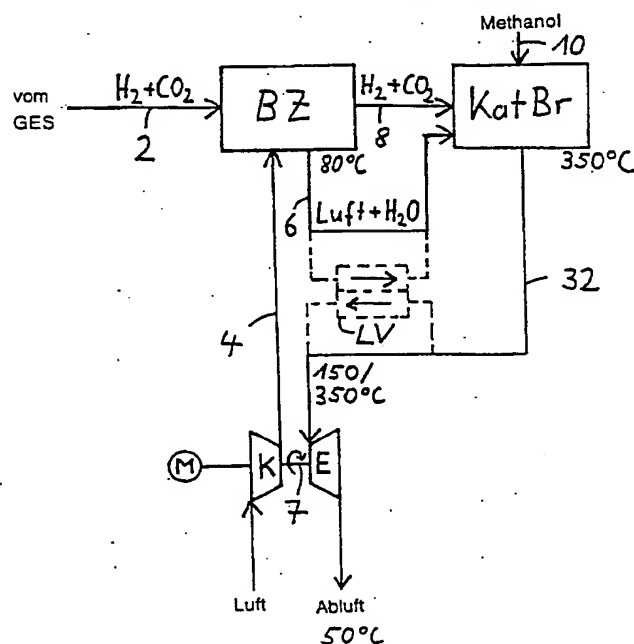 Methanol
10
H₂+CO₂
vom
GES
2
BZ
H₂+CO₂
8
KatBr
80°C
350°C
6
Luft+H₂O
32
4
LV
150/
350°C
M
K
E
7
Luft
Abluft
50°C